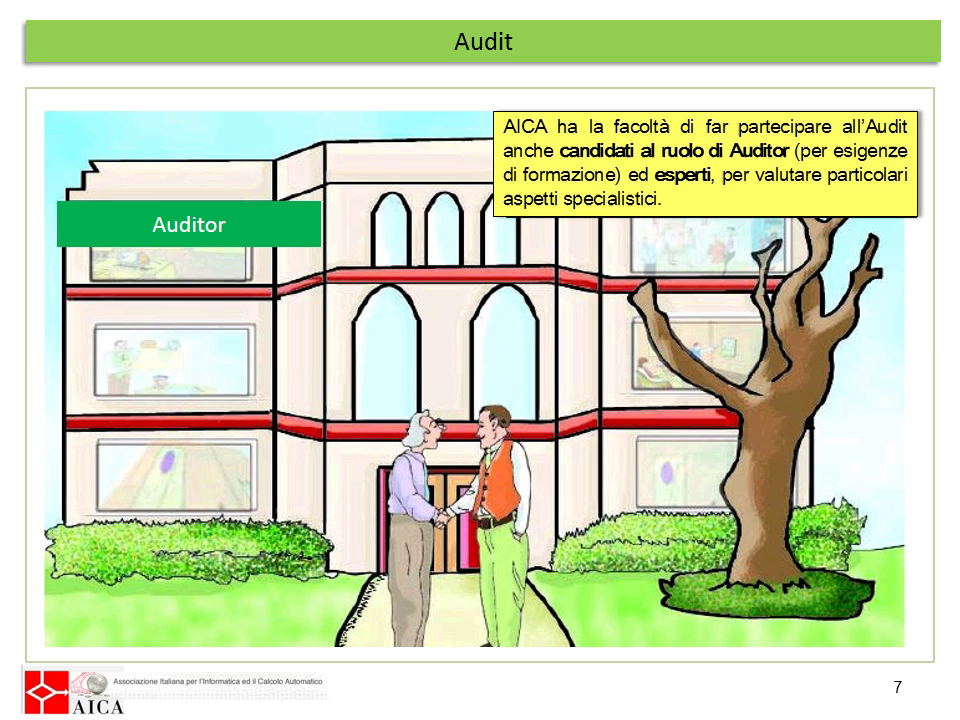 Audit
AICA ha la facoltà di far partecipare all’Audit
anche candidati al ruolo di Auditor (per esigenze
di formazione) ed esperti, per valutare particolari
aspetti specialistici.
Auditor
Associazione Italiana per l'Informatica ed il Calcolo Automatico
AICA
7